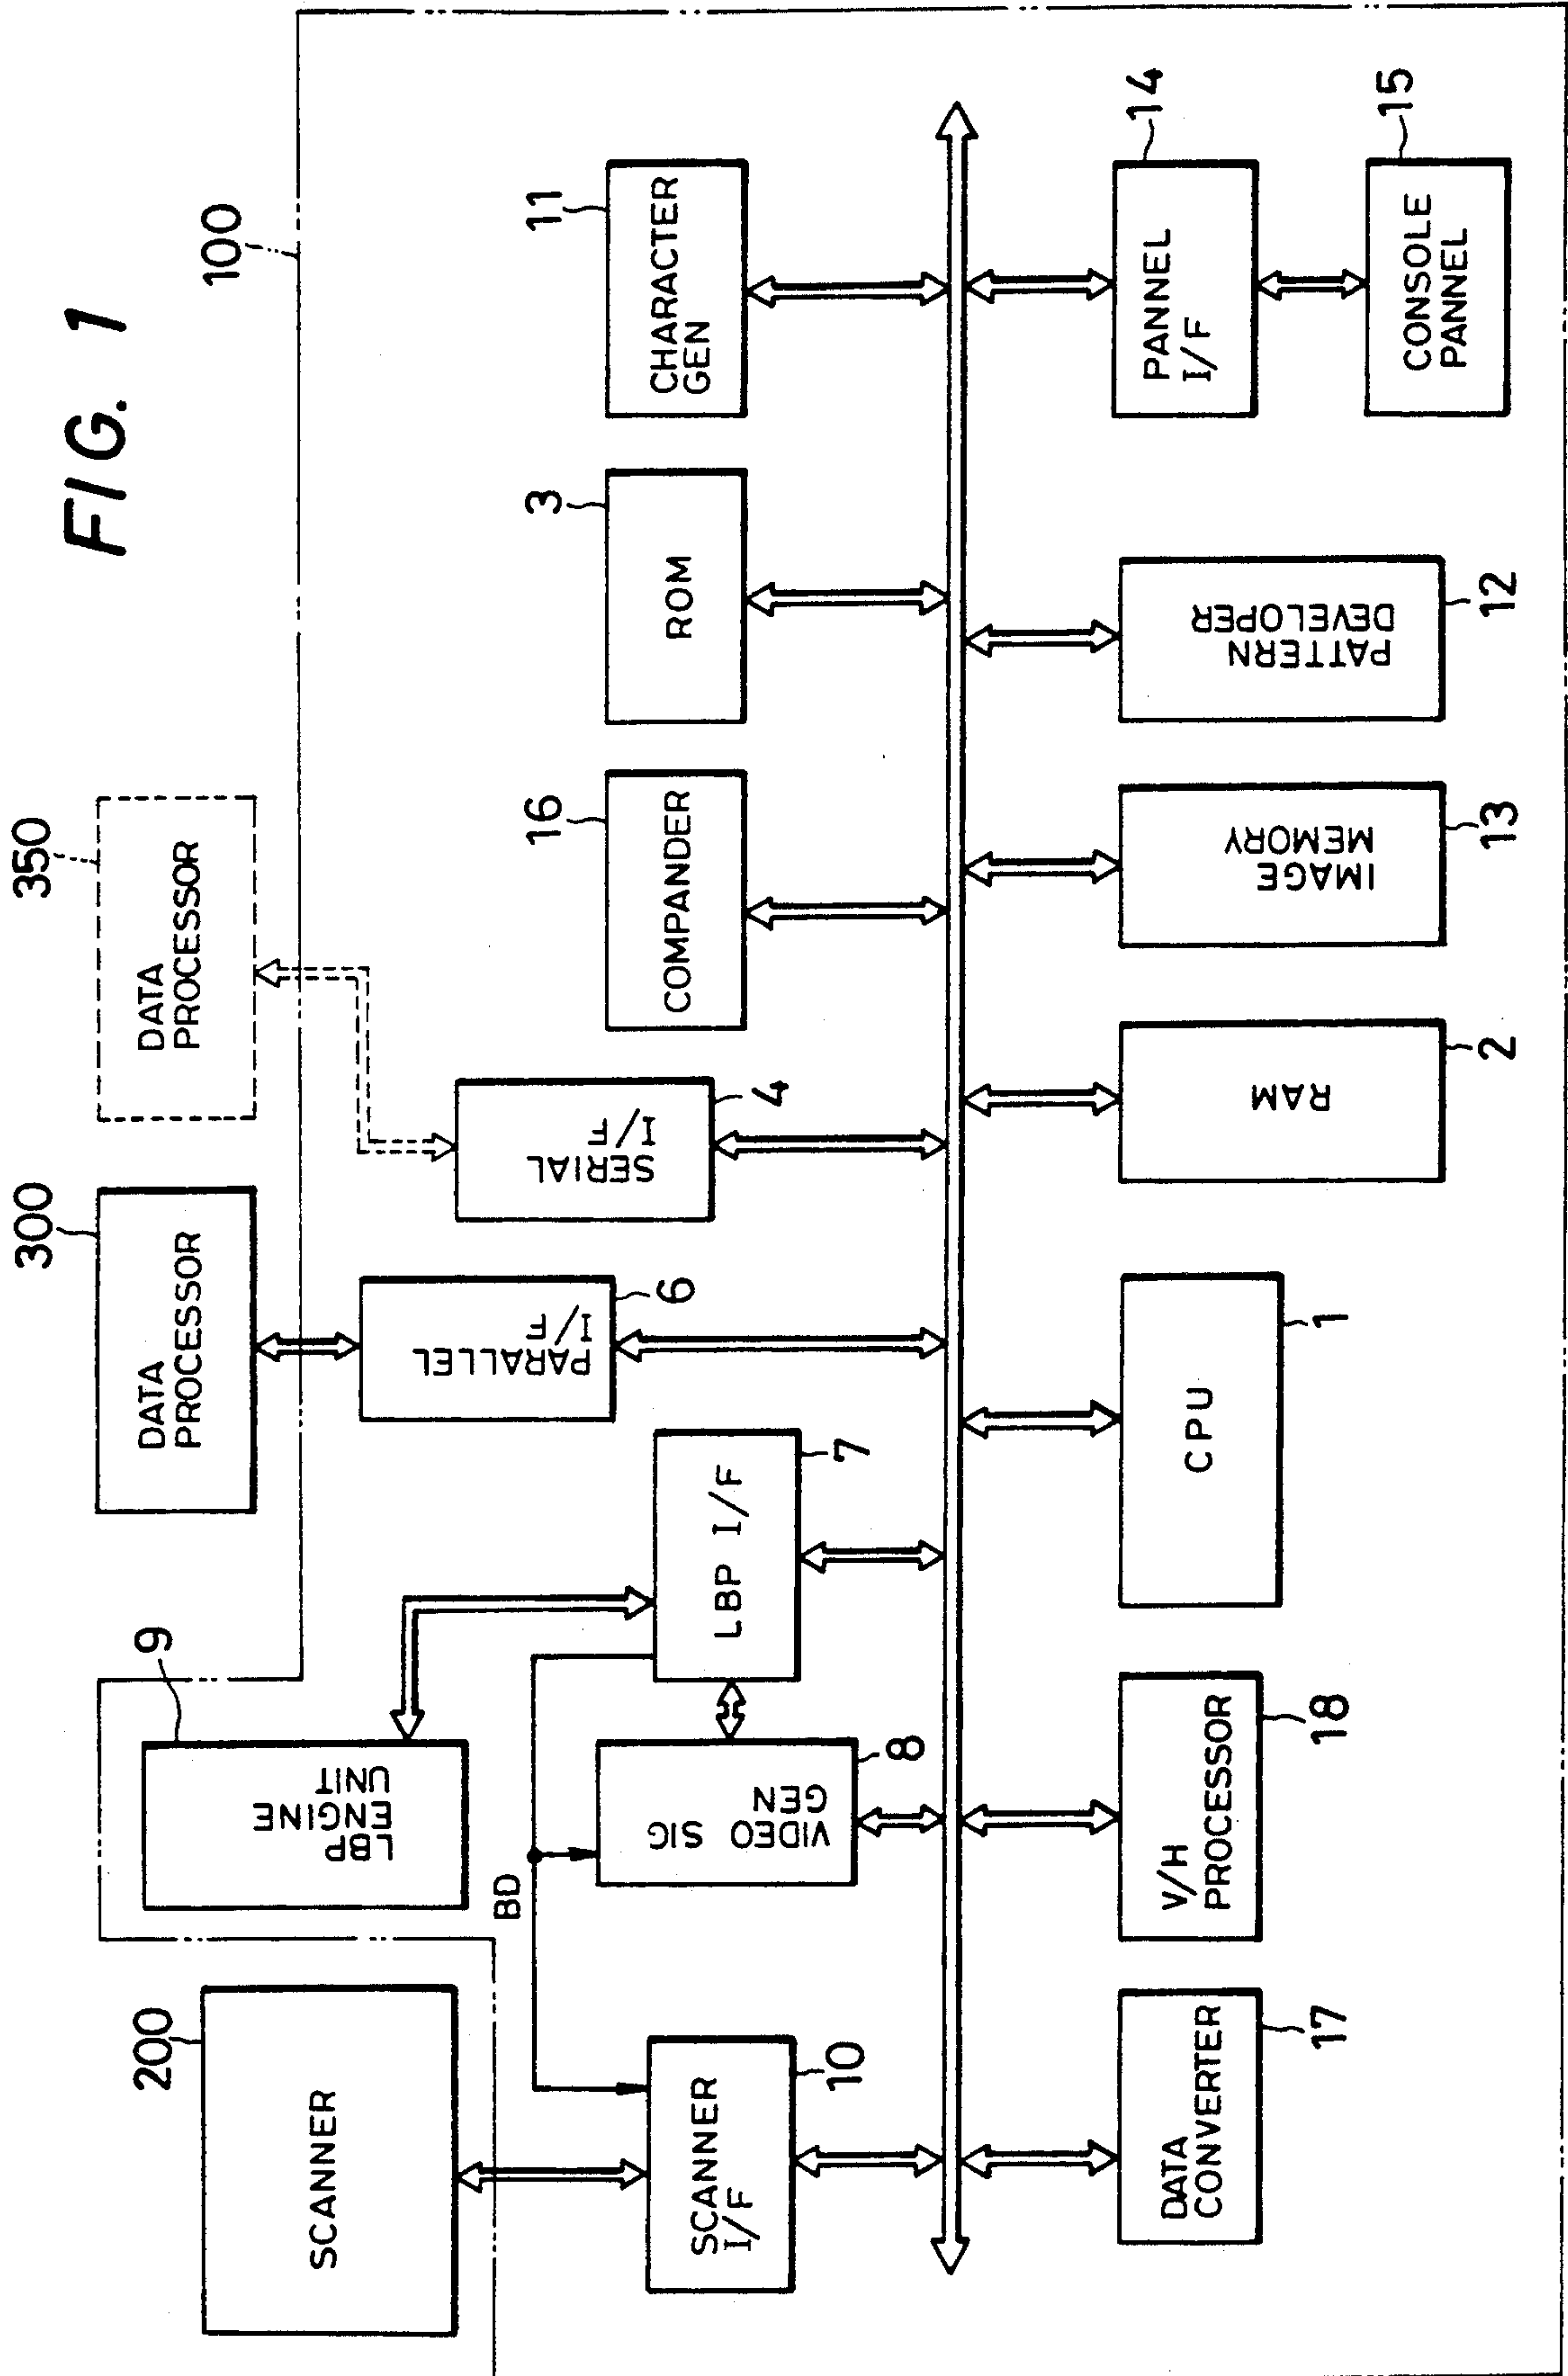 FIG. 1
100
200
SCANNER
9
LBP
ENGINE
UNIT
300
DATA
PROCESSOR
350
DATA
PROCESSOR
BD
SCANNER
I/F
10
VIDEO SIG
GEN
8
LBP I/F
7
PARALLEL
I/F
6
SERIAL
I/F
4
COMPANDER
16
ROM
3
CHARACTER
GEN
11
DATA
CONVERTER
17
V/H
PROCESSOR
18
CPU
1
RAM
2
IMAGE
MEMORY
13
PATTERN
DEVELOPER
12
PANNEL
I/F
14
CONSOLE
PANNEL
15